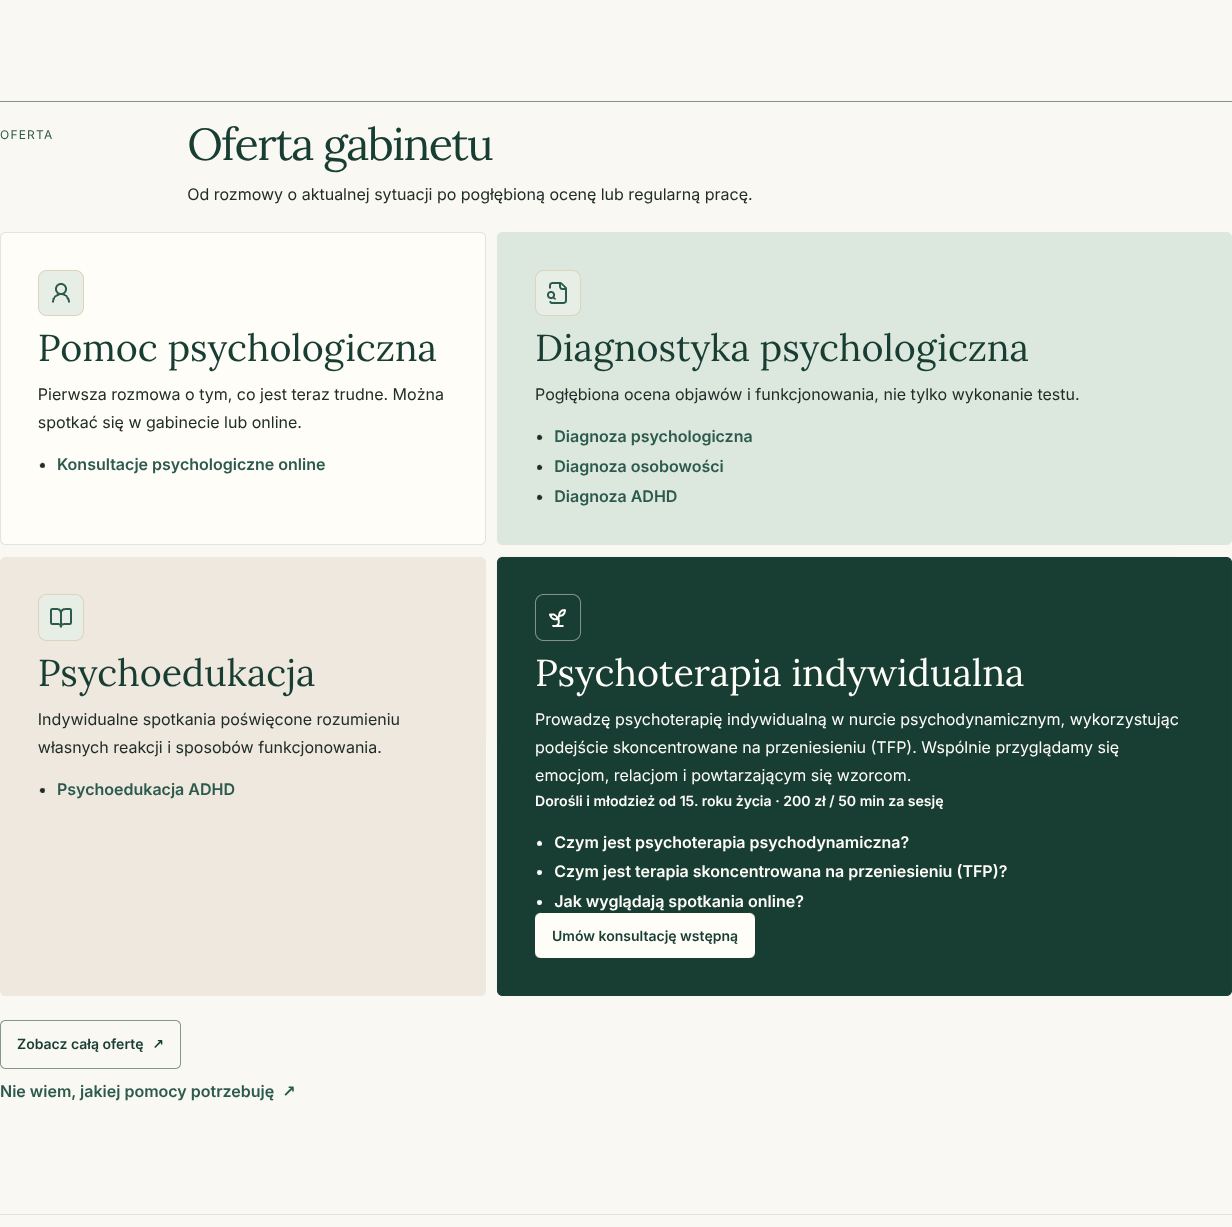 OFERTA
Oferta gabinetu
Od rozmowy o aktualnej sytuacji po pogłębioną ocenę lub regularną pracę.
Pomoc psychologiczna
Pierwsza rozmowa o tym, co jest teraz trudne. Można
spotkać się w gabinecie lub online.
• Konsultacje psychologiczne online
Diagnostyka psychologiczna
Pogłębiona ocena objawów i funkcjonowania, nie tylko wykonanie testu.
• Diagnoza psychologiczna
• Diagnoza osobowości
• Diagnoza ADHD
Psychoedukacja
Indywidualne spotkania poświęcone rozumieniu
własnych reakcji i sposobów funkcjonowania.
• Psychoedukacja ADHD
Psychoterapia indywidualna
Prowadzę psychoterapię indywidualną w nurcie psychodynamicznym, wykorzystując
podejście skoncentrowane na przeniesieniu (TFP). Wspólnie przyglądamy się
emocjom, relacjom i powtarzającym się wzorcom.
Dorośli i młodzież od 15. roku życia · 200 zł / 50 min za sesję
• Czym jest psychoterapia psychodynamiczna?
• Czym jest terapia skoncentrowana na przeniesieniu (TFP)?
• Jak wyglądają spotkania online?
Umów konsultację wstępną
Zobacz całą ofertę ↗
Nie wiem, jakiej pomocy potrzebuję ↗